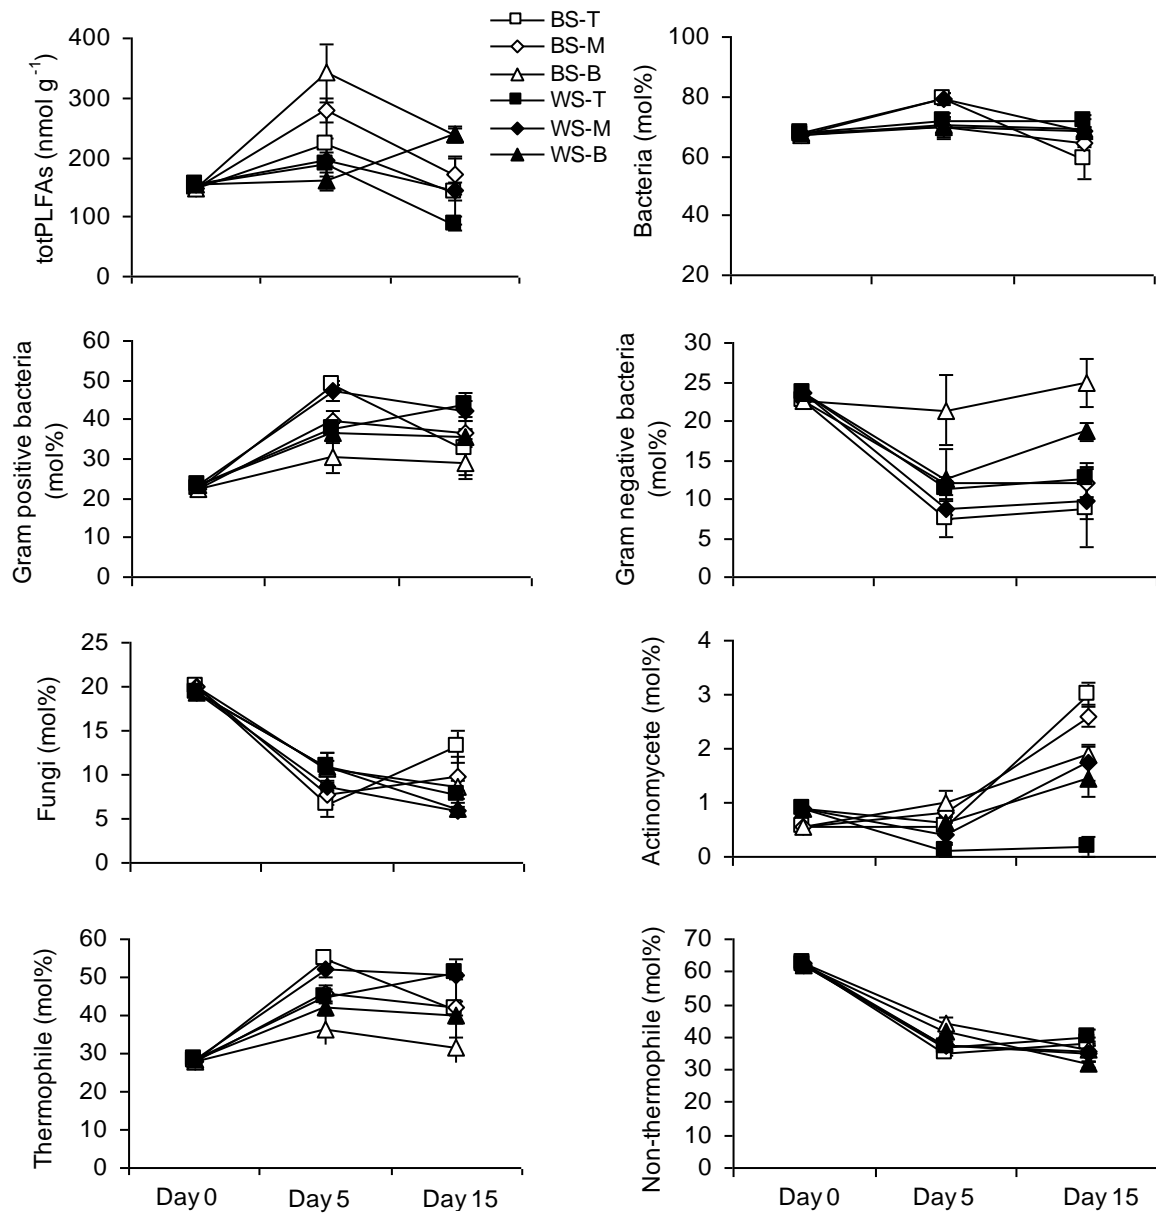 totPLFAs (nmol g -1)
400
300
200
100
0
BS-T
BS-M
BS-B
WS-T
WS-M
WS-B
Bacteria (mol%)
100
80
60
40
20
Gram positive bacteria
(mol%)
60
50
40
30
20
10
0
Gram negative bacteria
(mol%)
30
25
20
15
10
5
0
Fungi (mol%)
25
20
15
10
5
0
Actinomycete (mol%)
4
3
2
1
0
Thermophile (mol%)
60
50
40
30
20
10
0
Day 0
Day 5
Day 15
Non-thermophile (mol%)
70
60
50
40
30
20
10
0
Day 0
Day 5
Day 15